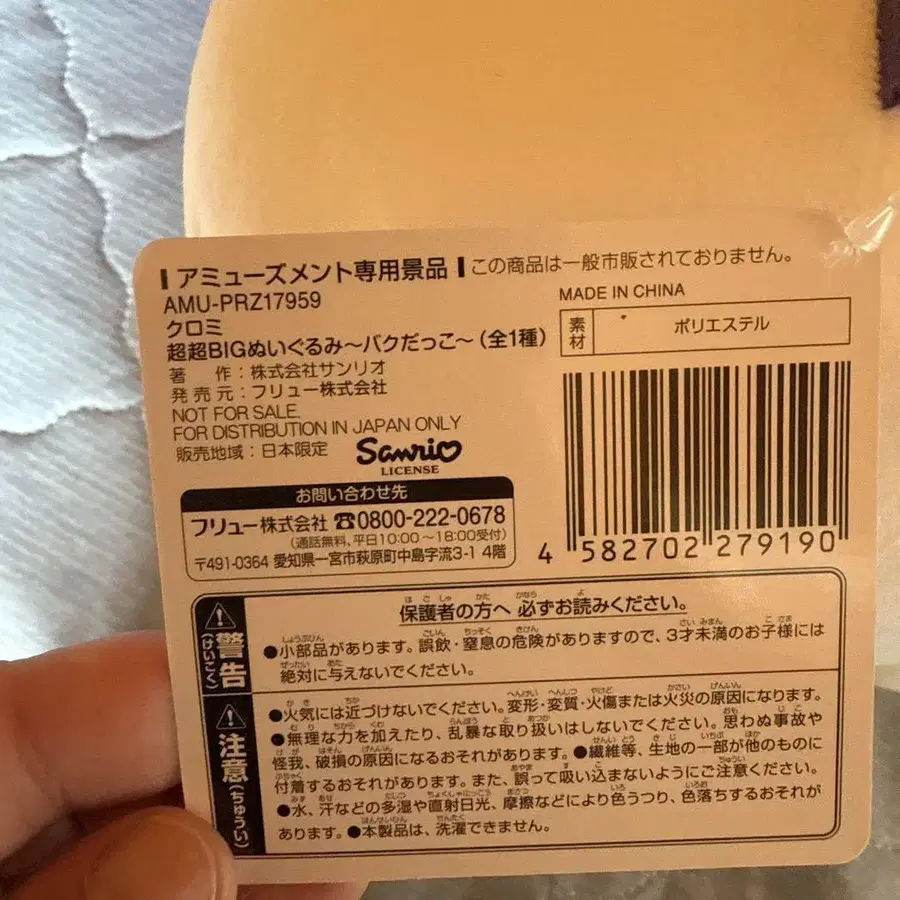 アミューズメント専用景品 この商品は一般市販されておりません。
AMU-PRZ17959
クロミ
超超BIGぬいぐるみ〜バクだっこ〜(全1種)
著 作:株式会社サンリオ
発売元:フリュー株式会社
NOT FOR SALE.
FOR DISTRIBUTION IN JAPAN ONLY
販売地域:日本限定
Sanrio
LICENSE
MADE IN CHINA
素材 ポリエステル
4 582702 279190
お問い合わせ先
フリュー株式会社 ☎0800-222-0678
(通話無料、平日10:00〜18:00受付)
〒491-0364 愛知県一宮市萩原町中島字流3-1 4階
保護者の方へ 必ずお読みください。
警告(けいこく)
●小部品があります。誤飲・窒息の危険がありますので、3才未満のお子様には
絶対に与えないでください。
注意(ちゅうい)
●火気には近づけないでください。変形・変質・火傷または火災の原因になります。
●無理な力を加えたり、乱暴な取り扱いはしないでください。思わぬ事故や
怪我、破損の原因になるおそれがあります。●繊維等、生地の一部が他のものに
付着するおそれがあります。また、誤って吸い込まないようにご注意ください。
●水、汗などの多湿や直射日光、摩擦などにより色うつり、色落ちするおそれが
あります。●本製品は、洗濯できません。